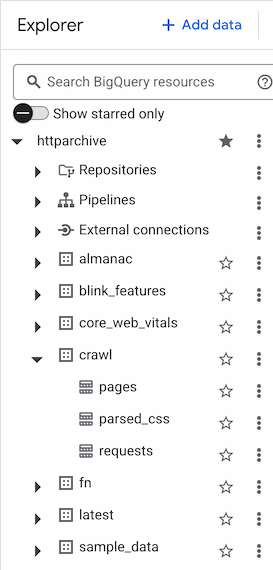 Explorer
+ Add data
Search BigQuery resources
Show starred only
httparchive
Repositories
Pipelines
External connections
almanac
blink_features
core_web_vitals
crawl
pages
parsed_css
requests
fn
latest
sample_data